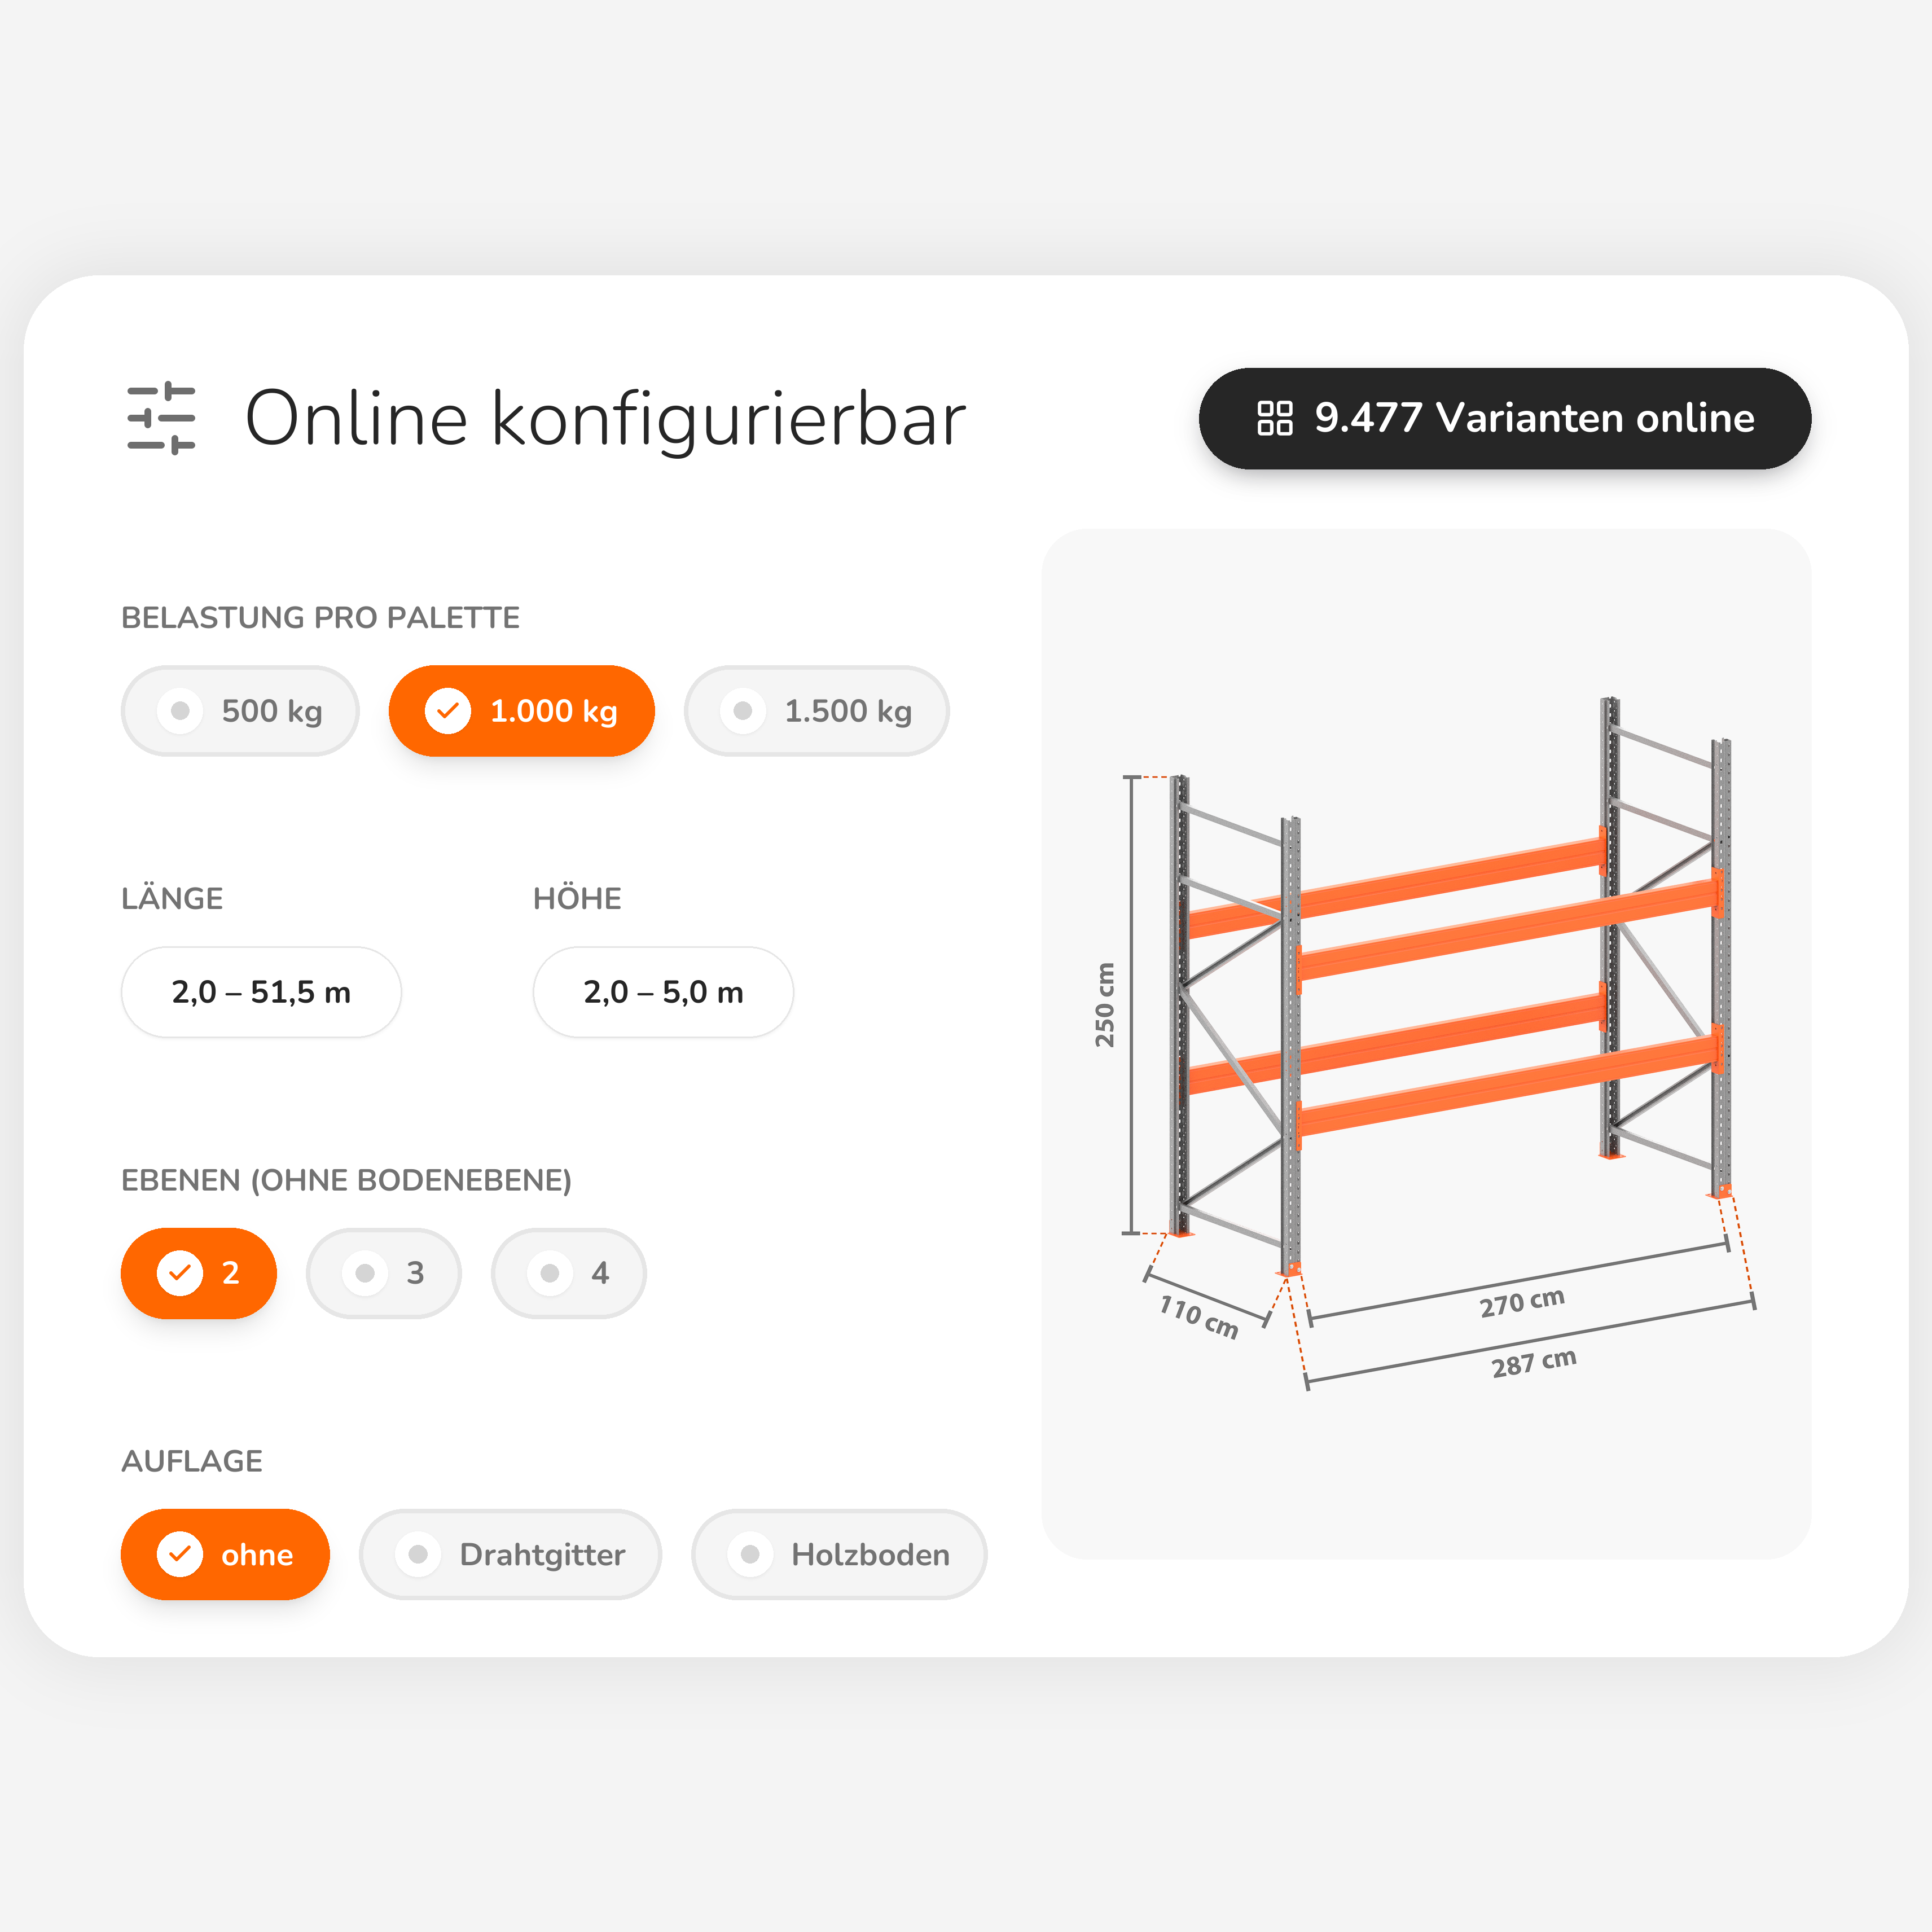 Online konfigurierbar
9.477 Varianten online
BELASTUNG PRO PALETTE
500 kg
1.000 kg
1.500 kg
LÄNGE
HÖHE
2,0 – 51,5 m
2,0 – 5,0 m
EBENEN (OHNE BODENEBENE)
2
3
4
AUFLAGE
ohne
Drahtgitter
Holzboden
250 cm
110 cm
270 cm
287 cm